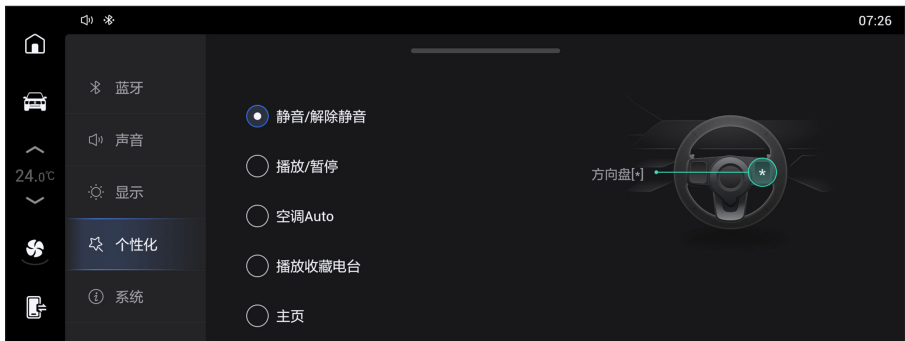 07:26
蓝牙
声音
24.0℃
显示
个性化
系统
静音/解除静音
播放/暂停
空调Auto
播放收藏电台
主页
方向盘[*]
*